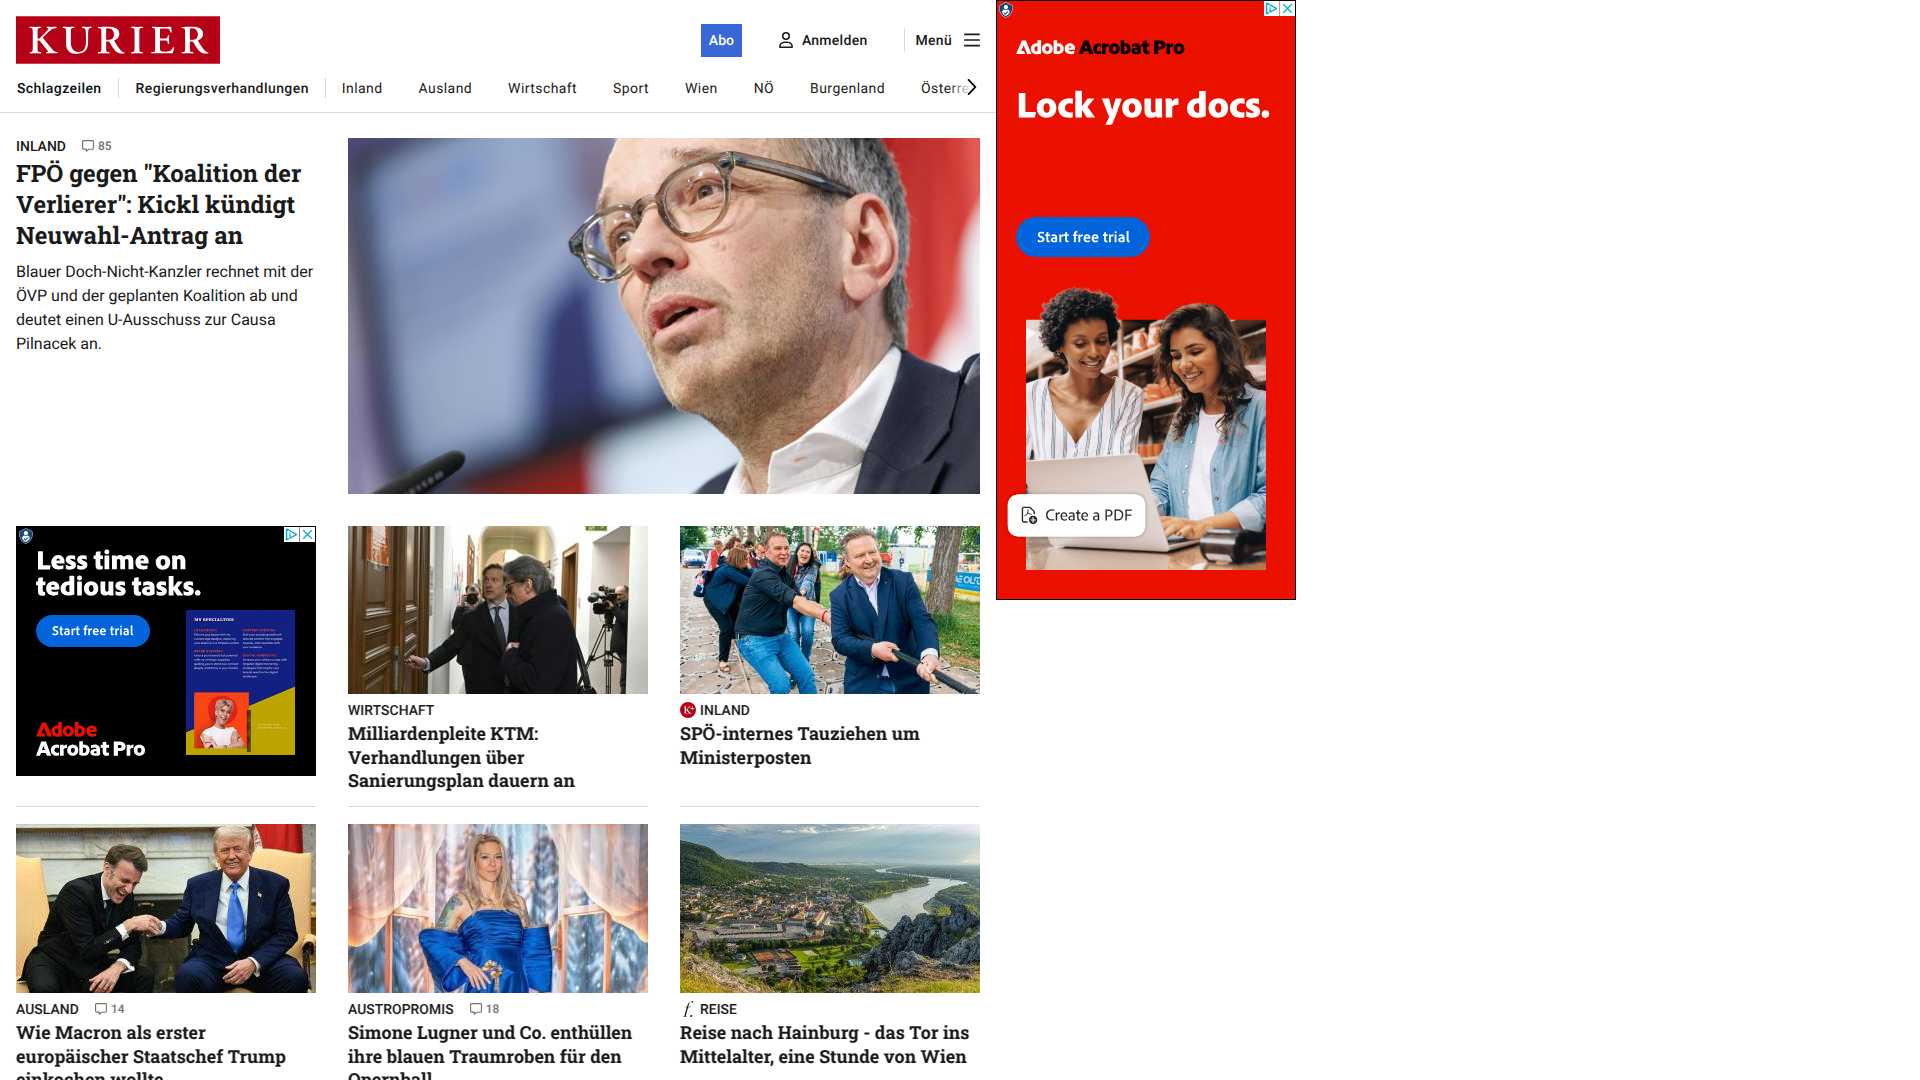 KURIER
Abo
Anmelden
Menü
Schlagzeilen
Regierungsverhandlungen
Inland
Ausland
Wirtschaft
Sport
Wien
NÖ
Burgenland
INLAND
85
FPÖ gegen "Koalition der
Verlierer": Kickl kündigt
Neuwahl-Antrag an
Blauer Doch-Nicht-Kanzler rechnet mit der
ÖVP und der geplanten Koalition ab und
deutet einen U-Ausschuss zur Causa
Pilnacek an.
Adobe Acrobat Pro
Lock your docs.
Start free trial
Create a PDF
Less time on
tedious tasks.
Start free trial
MY SPECIALTIES
Adobe
Acrobat Pro
WIRTSCHAFT
Milliardenpleite KTM:
Verhandlungen über
Sanierungsplan dauern an
K+ INLAND
SPÖ-internes Tauziehen um
Ministerposten
AUSLAND
14
Wie Macron als erster
europäischer Staatschef Trump
einkochen wollte
AUSTROPROMIS
18
Simone Lugner und Co. enthüllen
ihre blauen Traumroben für den
Opernball
f. REISE
Reise nach Hainburg - das Tor ins
Mittelalter, eine Stunde von Wien